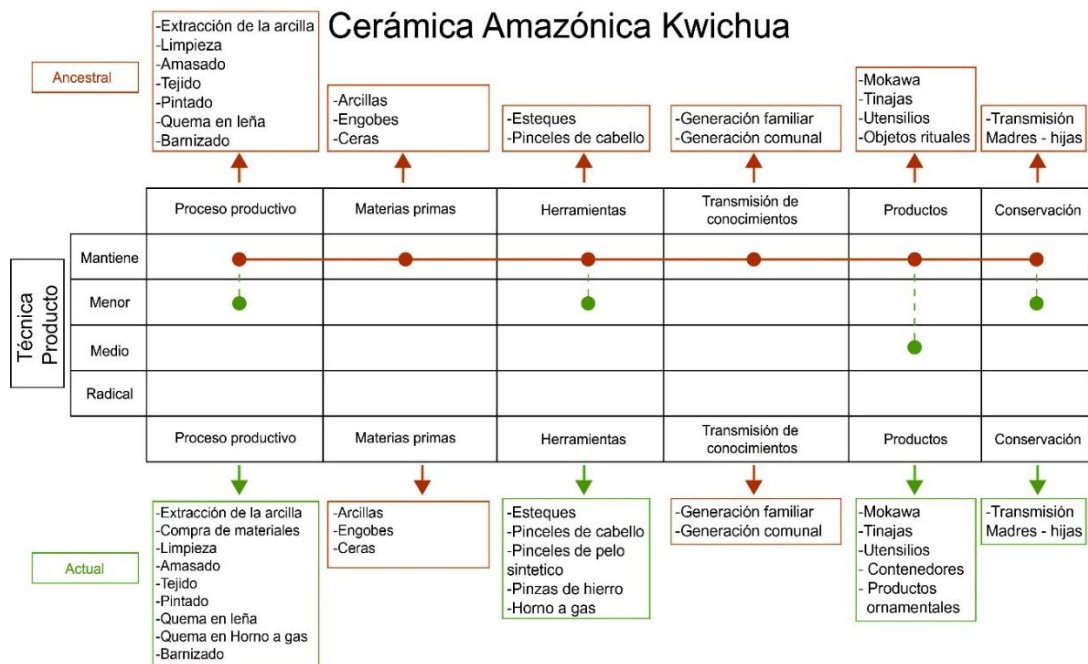 Cerámica Amazónica Kwichua
Ancestral
-Extracción de la arcilla
-Limpieza
-Amasado
-Tejido
-Pintado
-Quema en leña
-Barnizado
-Arcillas
-Engobes
-Ceras
-Esteques
-Pinceles de cabello
-Generación familiar
-Generación comunal
-Mokawa
-Tinajas
-Utensilios
-Objetos rituales
-Transmisión
Madres - hijas
Proceso productivo
Materias primas
Herramientas
Transmisión de
conocimientos
Productos
Conservación
Técnica
Producto
Mantiene
Menor
Medio
Radical
Proceso productivo
Materias primas
Herramientas
Transmisión de
conocimientos
Productos
Conservación
Actual
-Extracción de la arcilla
-Compra de materiales
-Limpieza
-Amasado
-Tejido
-Pintado
-Quema en leña
-Quema en Horno a gas
-Barnizado
-Arcillas
-Engobes
-Ceras
-Esteques
-Pinceles de cabello
-Pinceles de pelo
sintetico
-Pinzas de hierro
-Horno a gas
-Generación familiar
-Generación comunal
-Mokawa
-Tinajas
-Utensilios
- Contenedores
- Productos
ornamentales
-Transmisión
Madres - hijas